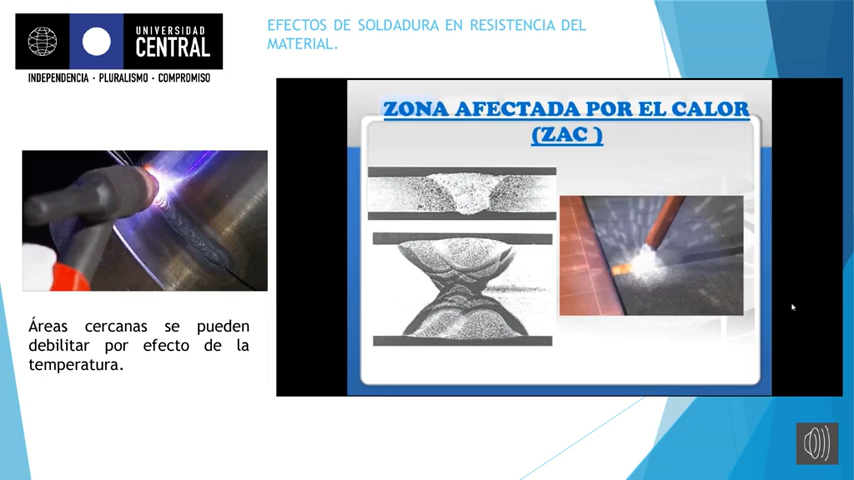 UNIVERSIDAD
CENTRAL
INDEPENDENCIA · PLURALISMO · COMPROMISO
EFECTOS DE SOLDADURA EN RESISTENCIA DEL
MATERIAL.
ZONA AFECTADA POR EL CALOR
(ZAC )
Áreas cercanas se pueden
debilitar por efecto de la
temperatura.